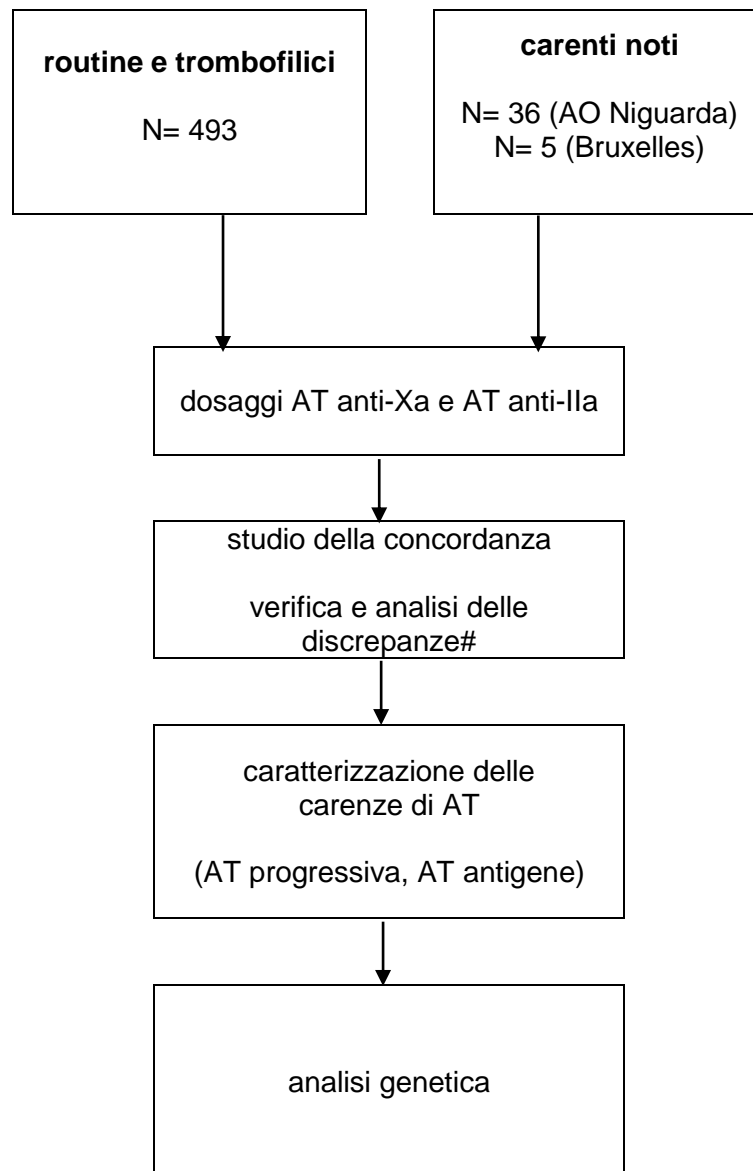 routine e trombofilici
N= 493
carenti noti
N= 36 (AO Niguarda)
N= 5 (Bruxelles)
dosaggi AT anti-Xa e AT anti-IIa
studio della concordanza
verifica e analisi delle
discrepanze#
caratterizzazione delle
carenze di AT
(AT progressiva, AT antigene)
analisi genetica